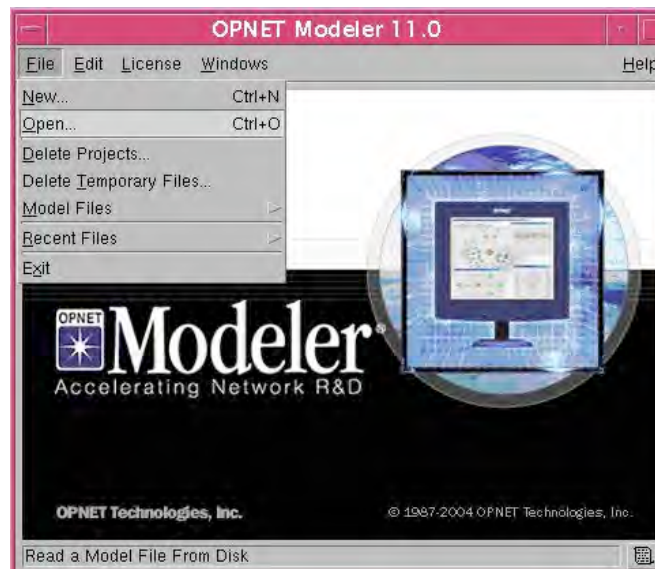 OPNET Modeler 11.0
File Edit License Windows Help
New... Ctrl+N
Open... Ctrl+O
Delete Projects...
Delete Temporary Files...
Model Files
Recent Files
Exit
OPNET
Modeler®
Accelerating Network R&D
OPNET Technologies, Inc. © 1987-2004 OPNET Technologies, Inc.
Read a Model File From Disk